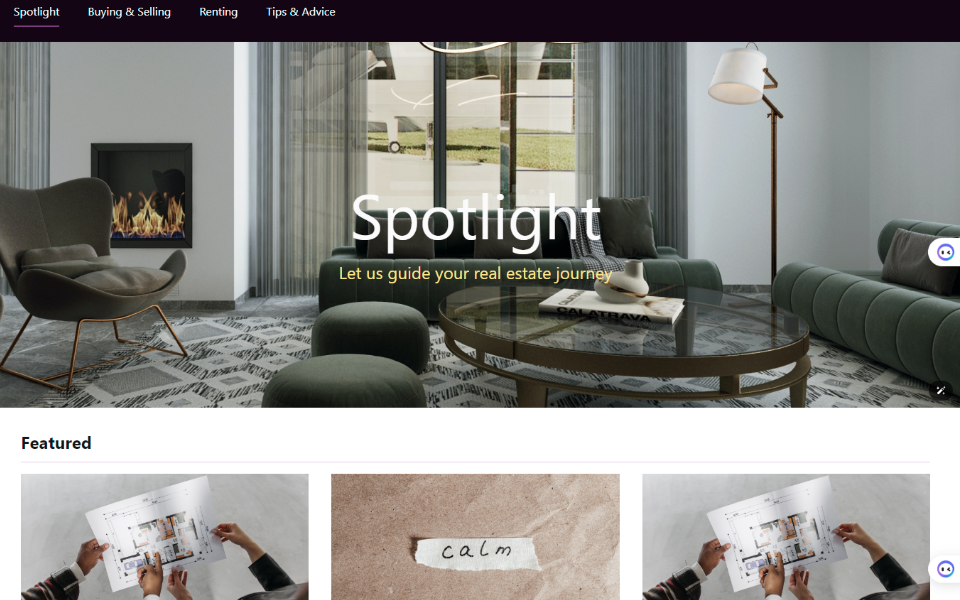 Spotlight
Buying & Selling
Renting
Tips & Advice
Spotlight
Let us guide your real estate journey
CALATRAVA
Featured
calm